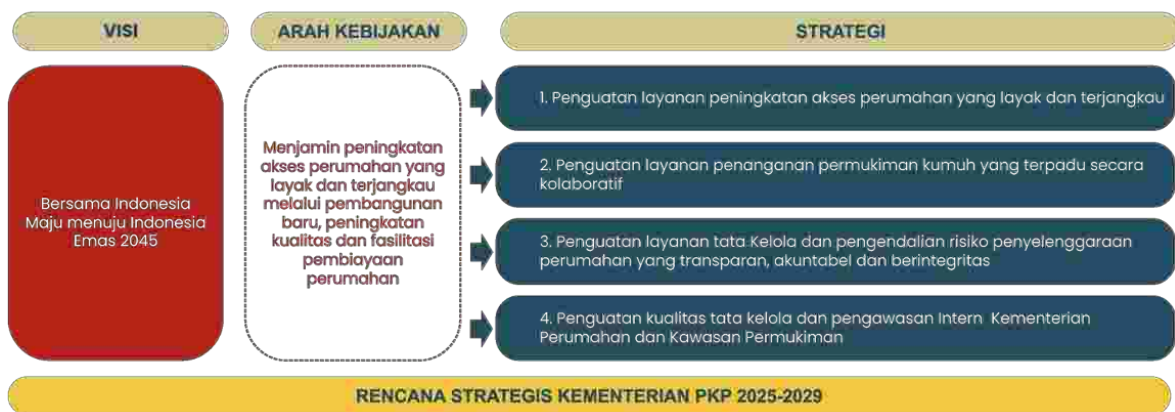 VISI
ARAH KEBIJAKAN
STRATEGI
Bersama Indonesia
Maju menuju Indonesia
Emas 2045
Menjamin peningkatan
akses perumahan yang
layak dan terjangkau
melalui pembangunan
baru, peningkatan
kualitas dan fasilitasi
pembiayaan
perumahan
1. Penguatan layanan peningkatan akses perumahan yang layak dan terjangkau
2. Penguatan layanan penanganan permukiman kumuh yang terpadu secara
kolaboratif
3. Penguatan layanan tata Kelola dan pengendalian risiko penyelenggaraan
perumahan yang transparan, akuntabel dan berintegritas
4. Penguatan kualitas tata kelola dan pengawasan Intern Kementerian
Perumahan dan Kawasan Permukiman
RENCANA STRATEGIS KEMENTERIAN PKP 2025-2029